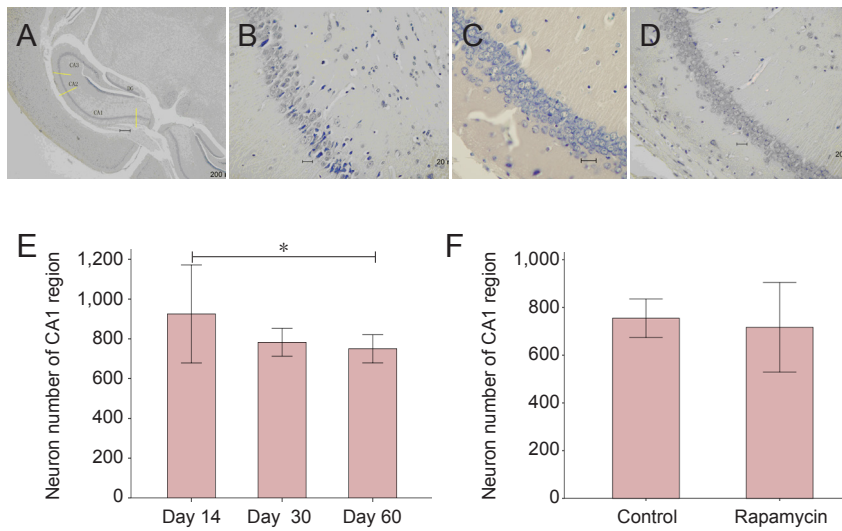 A
B
C
D
CA3
CA2
CA1
200
20
20
E
*
Neuron number of CA1 region
1,400
1,200
1,000
800
600
400
200
0
Day 14
Day 30
Day 60
F
Neuron number of CA1 region
1,000
800
600
400
200
0
Control
Rapamycin